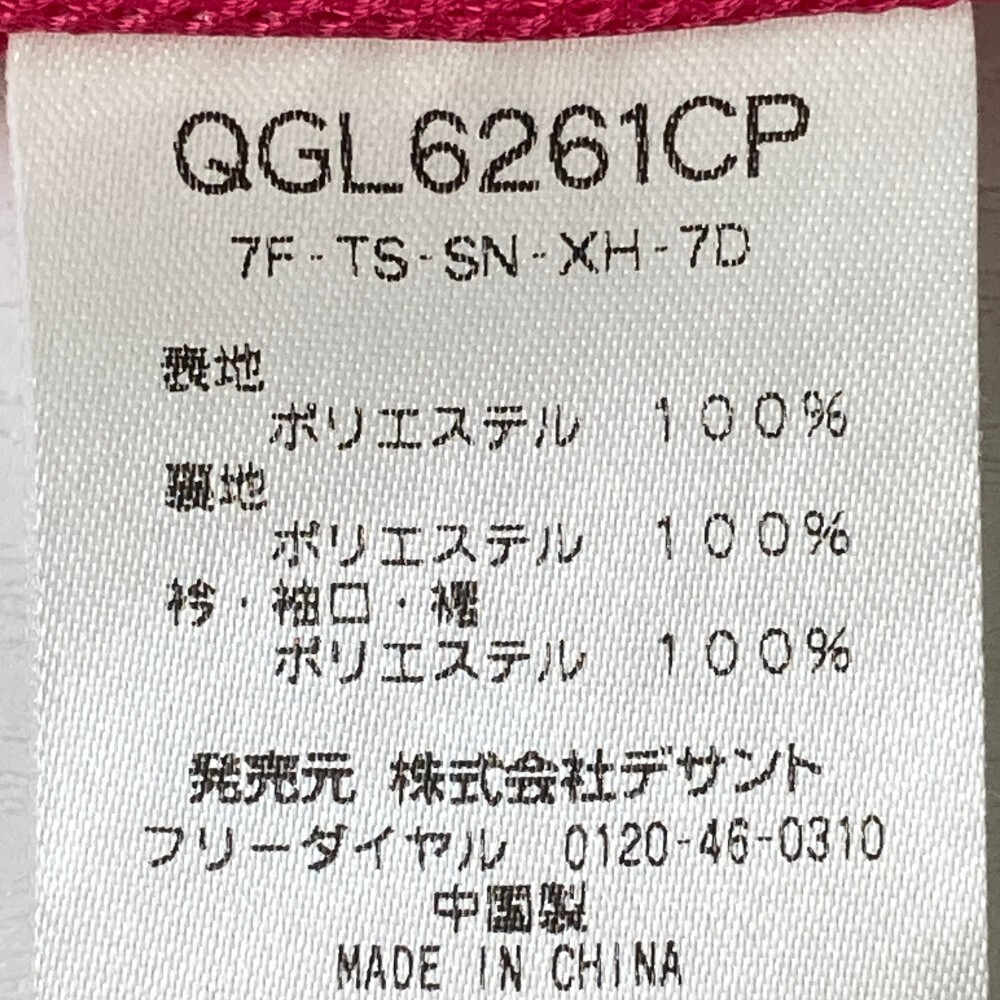 QGL6261CP
7F-TS-SN-XH-7D
表地
ポリエステル 100%
裏地
ポリエステル 100%
衿・袖口・裾
ポリエステル 100%
発売元 株式会社デサント
フリーダイヤル 0120-46-0310
中国製
MADE IN CHINA